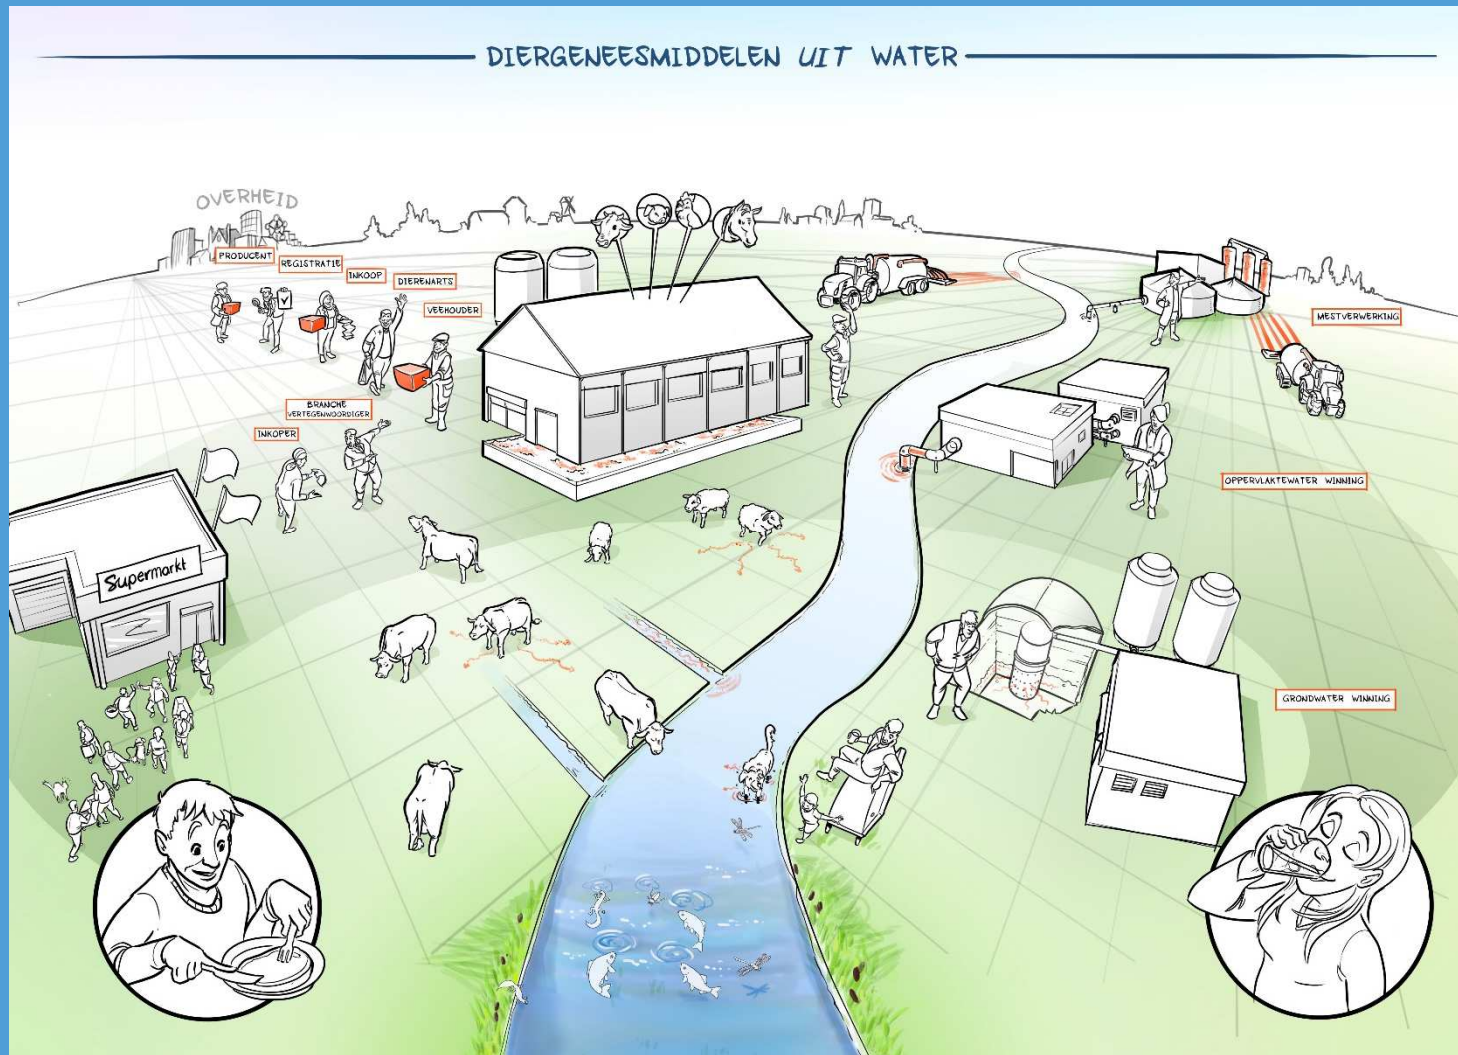 DIERGENEESMIDDELEN UIT WATER
OVERHEID
PRODUCENT
REGISTRATIE
INKOOP
DIERENARTS
VEEHOUDER
MESTVERWERKING
BRANCHE
VERTEGENWOORDIGER
INKOPER
OPPERVLAKTEWATER WINNING
Supermarkt
GRONDWATER WINNING